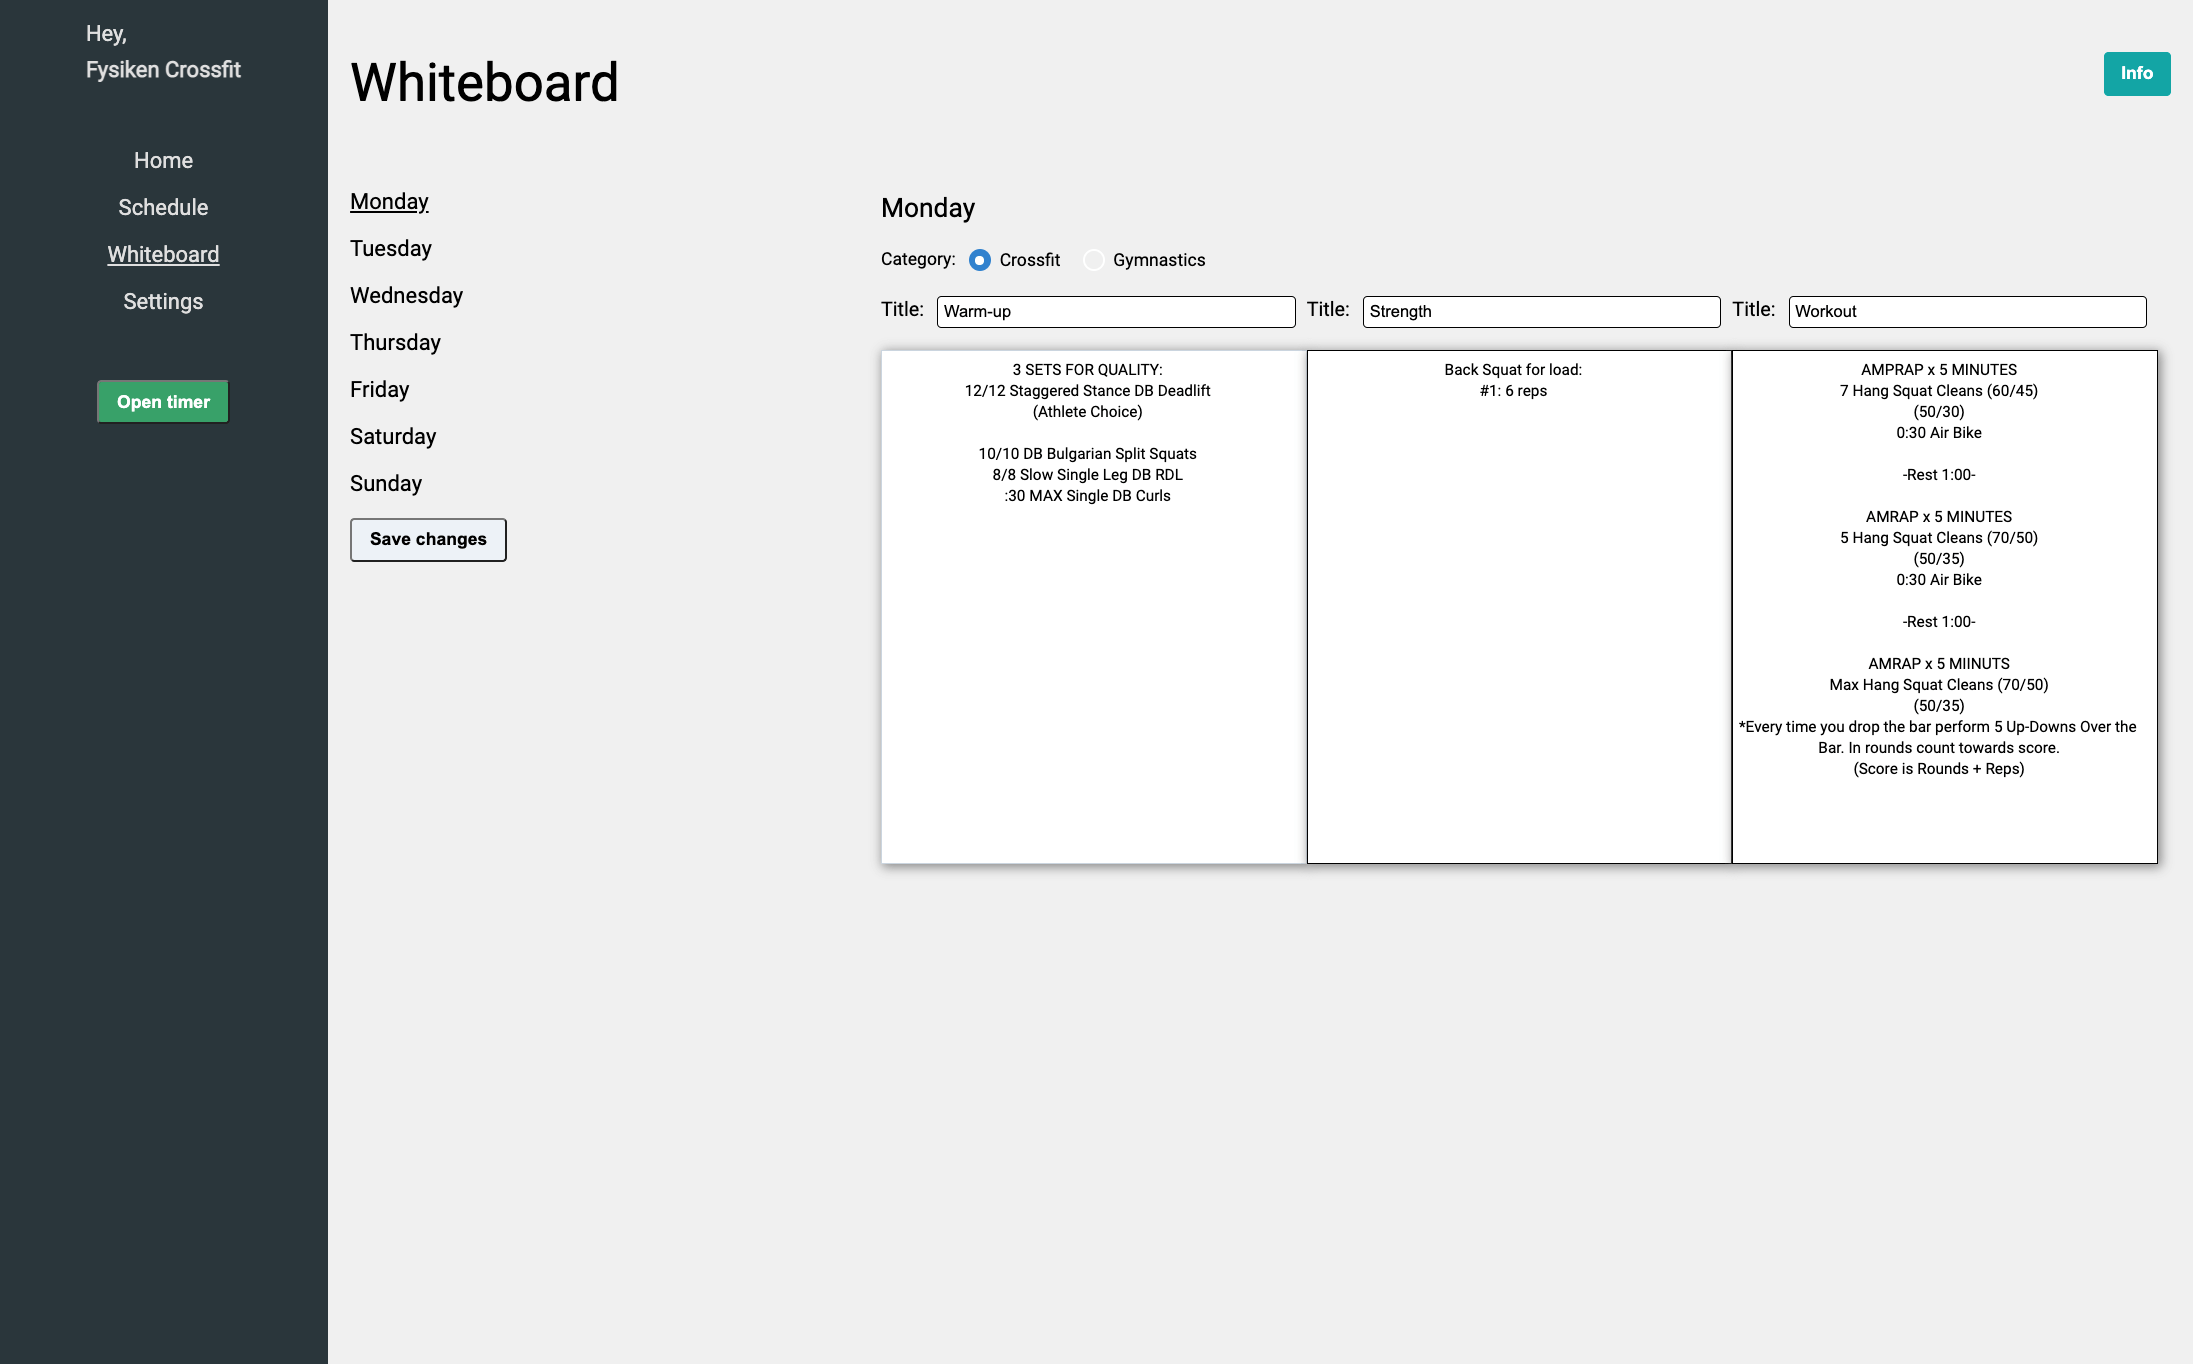 Hey,
Fysiken Crossfit
Home
Schedule
Whiteboard
Settings
Open timer
Whiteboard
Info
Monday
Tuesday
Wednesday
Thursday
Friday
Saturday
Sunday
Save changes
Monday
Category: Crossfit Gymnastics
Title: Warm-up
3 SETS FOR QUALITY:
12/12 Staggered Stance DB Deadlift
(Athlete Choice)
10/10 DB Bulgarian Split Squats
8/8 Slow Single Leg DB RDL
:30 MAX Single DB Curls
Title: Strength
Back Squat for load:
#1: 6 reps
Title: Workout
AMPRAP x 5 MINUTES
7 Hang Squat Cleans (60/45)
(50/30)
0:30 Air Bike
-Rest 1:00-
AMRAP x 5 MINUTES
5 Hang Squat Cleans (70/50)
(50/35)
0:30 Air Bike
-Rest 1:00-
AMRAP x 5 MIINUTS
Max Hang Squat Cleans (70/50)
(50/35)
*Every time you drop the bar perform 5 Up-Downs Over the
Bar. In rounds count towards score.
(Score is Rounds + Reps)